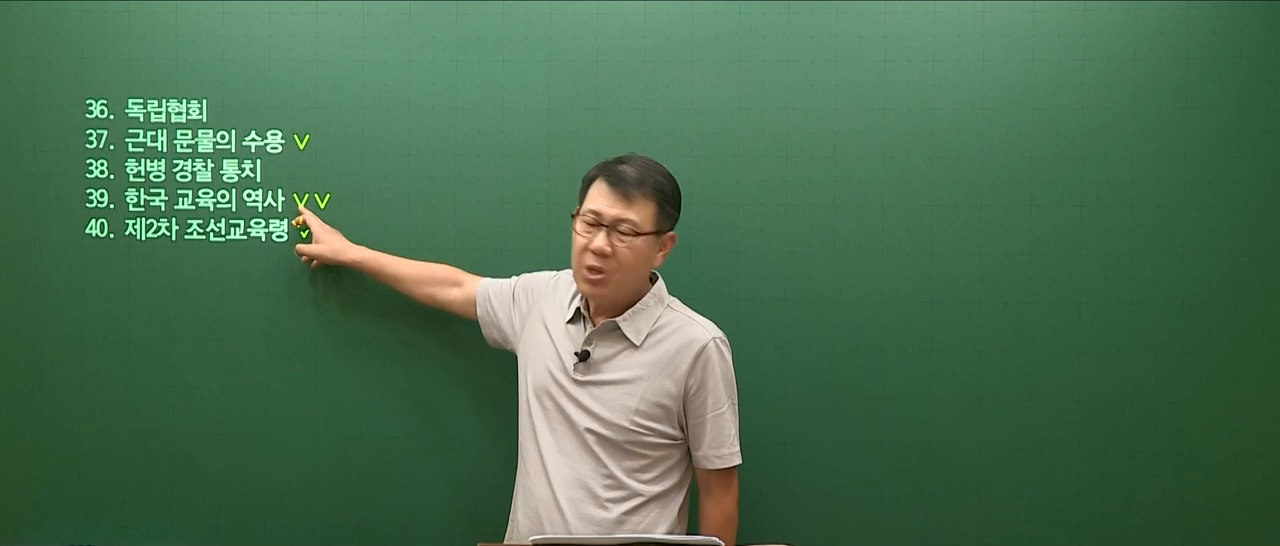 36. 독립협회
37. 근대 문물의 수용 V
38. 헌병 경찰 통치
39. 한국 교육의 역사 V V
40. 제2차 조선교육령 V